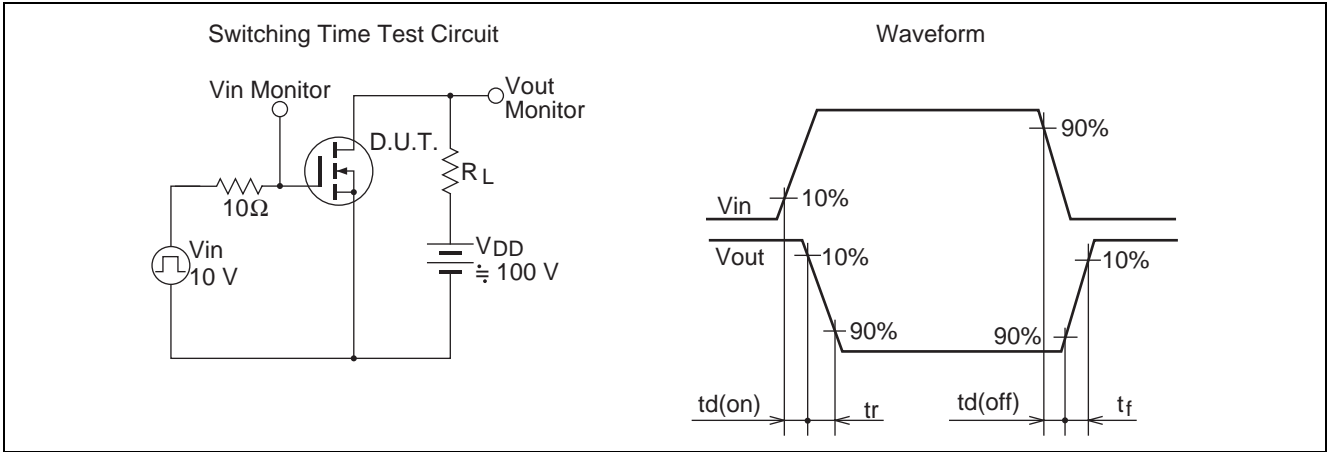 Switching Time Test Circuit
Vin Monitor
Vout
Monitor
D.U.T.
RL
10Ω
Vin
10 V
VDD
≒ 100 V
Waveform
90%
10%
Vin
Vout
10%
10%
90%
90%
td(on)
tr
td(off)
tf